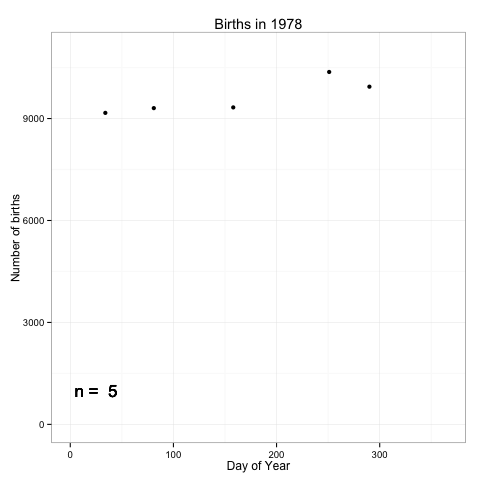 Births in 1978
Number of births
9000
6000
3000
0
n = 5
0 100 200 300
Day of Year